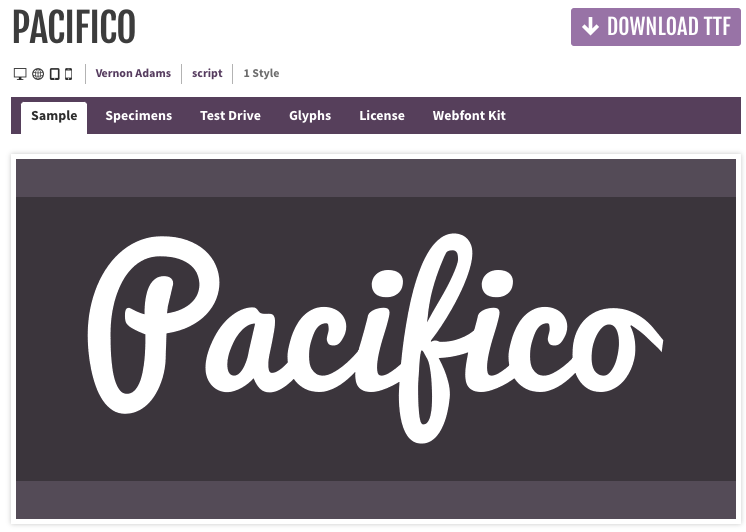 PACIFICO
DOWNLOAD TTF
Vernon Adams script 1 Style
Sample Specimens Test Drive Glyphs License Webfont Kit
Pacifico